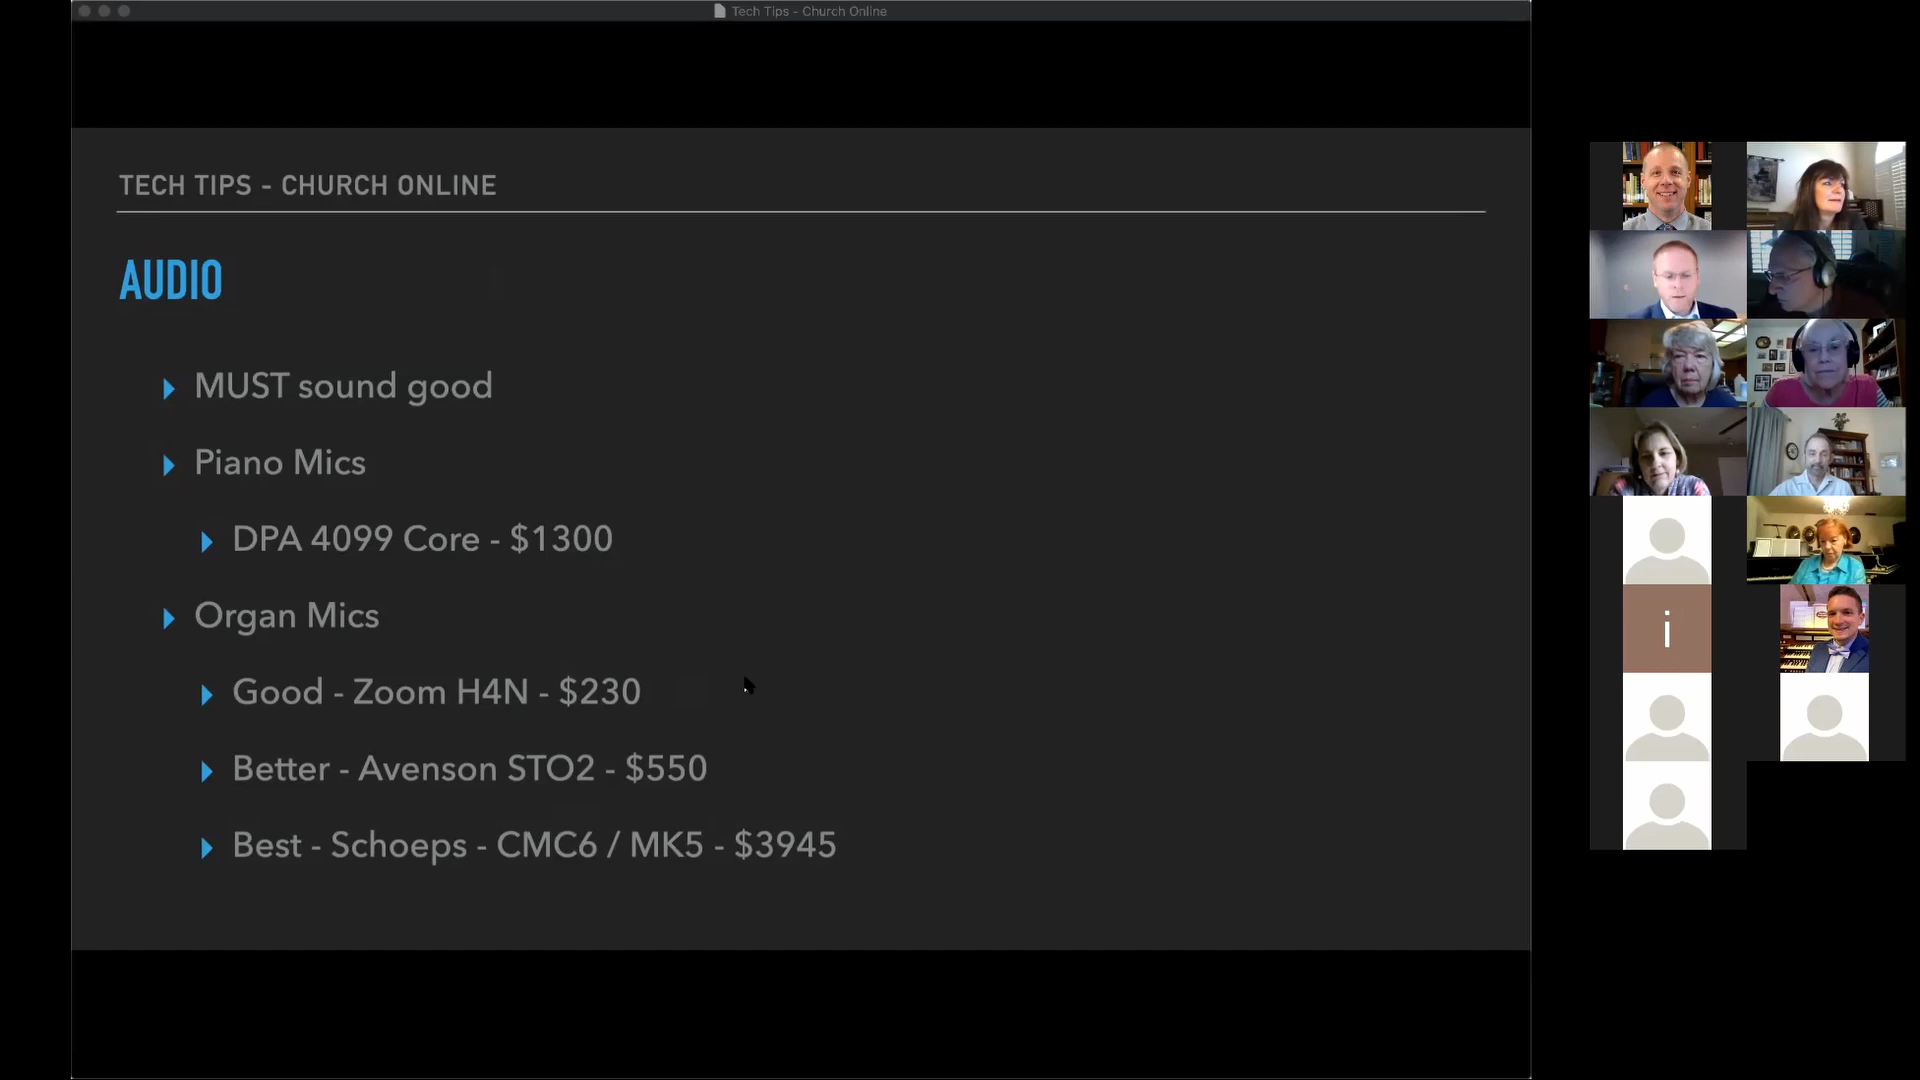 Tech Tips - Church Online
TECH TIPS - CHURCH ONLINE
AUDIO
MUST sound good
Piano Mics
DPA 4099 Core - $1300
Organ Mics
Good - Zoom H4N - $230
Better - Avenson STO2 - $550
Best - Schoeps - CMC6 / MK5 - $3945
i